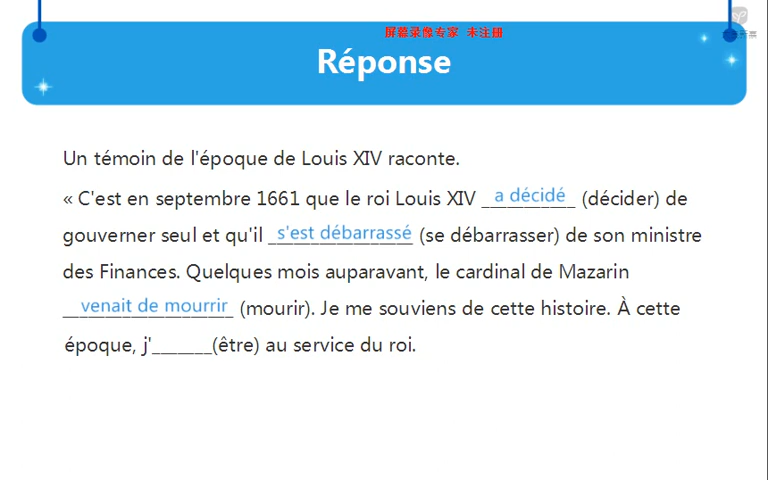 屏幕录像专家 未注册
Réponse
Un témoin de l'époque de Louis XIV raconte.
« C'est en septembre 1661 que le roi Louis XIV a décidé (décider) de
gouverner seul et qu'il s'est débarrassé (se débarrasser) de son ministre
des Finances. Quelques mois auparavant, le cardinal de Mazarin
venait de mourrir (mourir). Je me souviens de cette histoire. À cette
époque, j'_______(être) au service du roi.